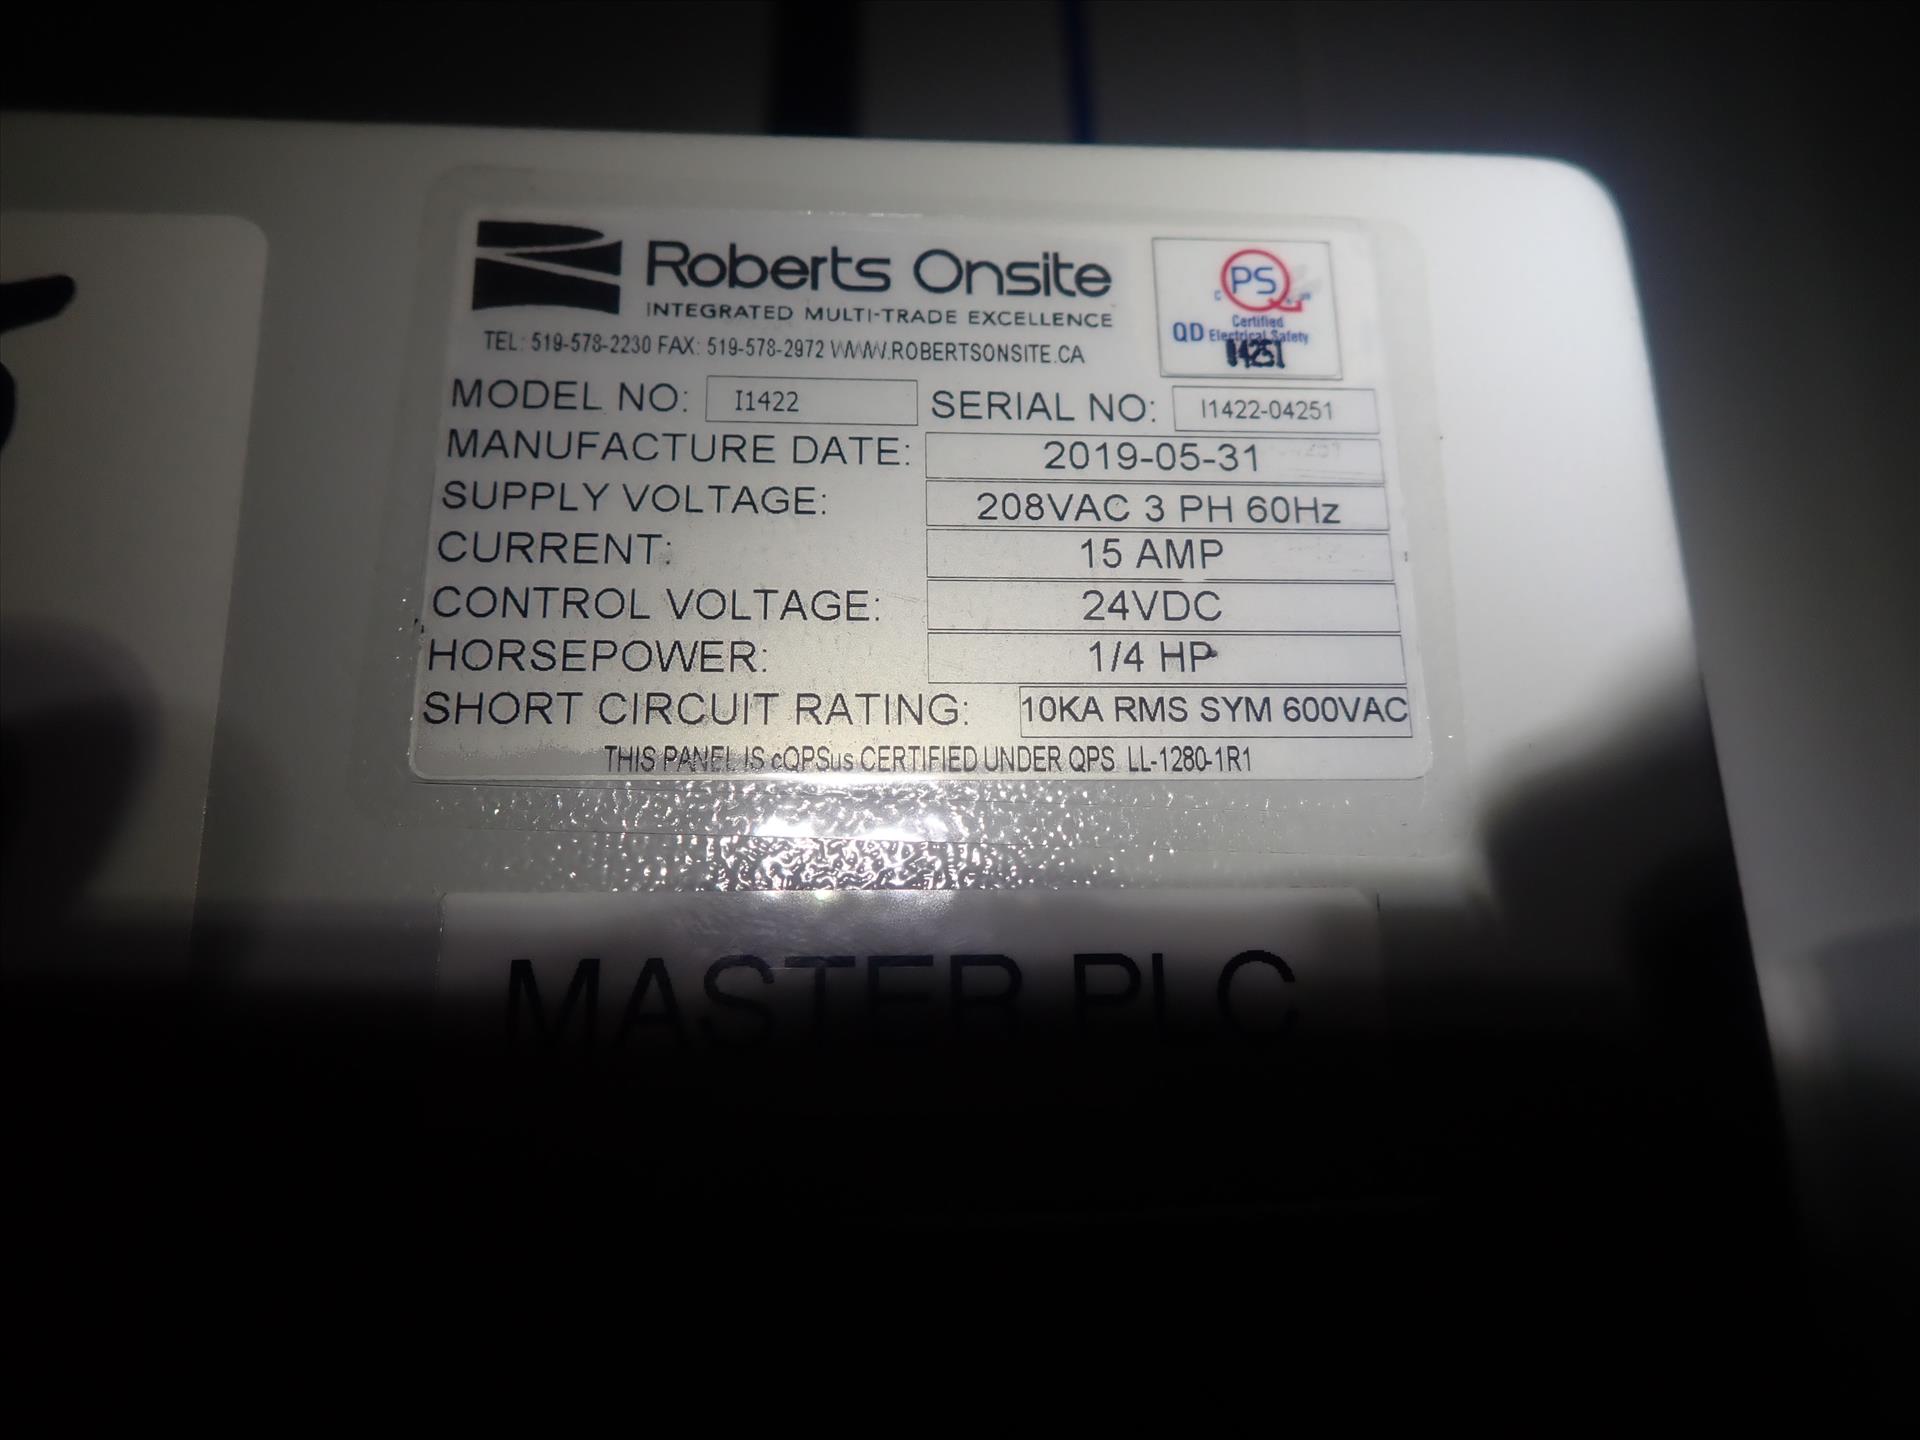 Roberts Onsite
INTEGRATED MULTI-TRADE EXCELLENCE
TEL: 519-578-2230 FAX: 519-578-2972 WWW.ROBERTSONSITE.CA
PS
Certified
QD Electrical Safety
MODEL NO: I1422 SERIAL NO: I1422-04251
MANUFACTURE DATE: 2019-05-31
SUPPLY VOLTAGE: 208VAC 3 PH 60Hz
CURRENT: 15 AMP
CONTROL VOLTAGE: 24VDC
HORSEPOWER: 1/4 HP
SHORT CIRCUIT RATING: 10KA RMS SYM 600VAC
THIS PANEL IS cQPSus CERTIFIED UNDER QPS LL-1280-1R1
MASTER PLC